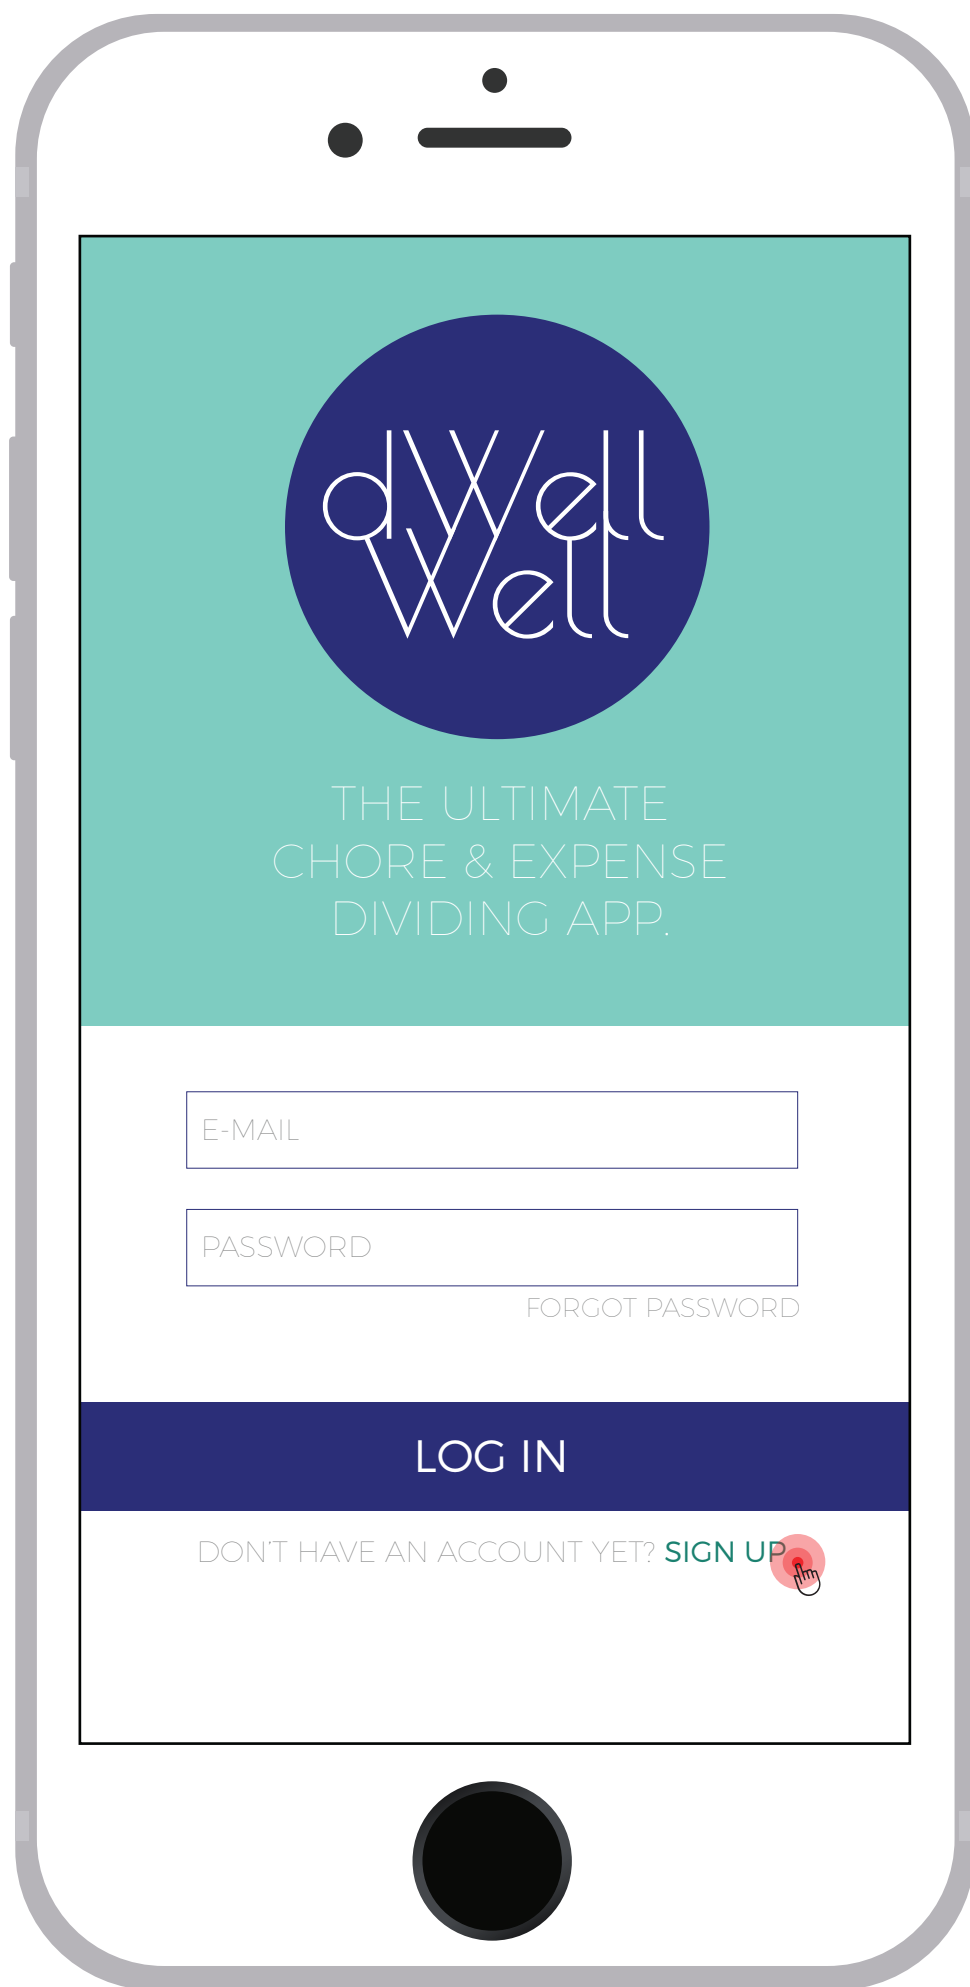 dWell
Well
THE ULTIMATE
CHORE & EXPENSE
DIVIDING APP.
E-MAIL
PASSWORD
FORGOT PASSWORD
LOG IN
DON'T HAVE AN ACCOUNT YET? SIGN UP